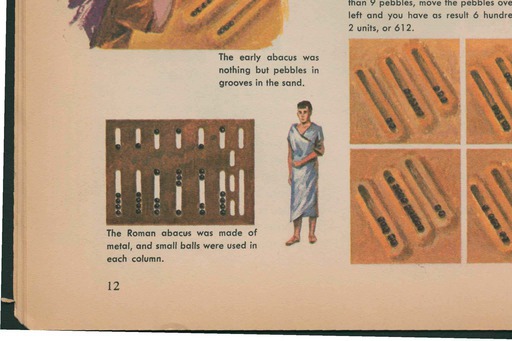 than 9 pebbles, move the pebbles
left and you have as result 6
2 units, or 612.
The early abacus was
nothing but pebbles in
grooves in the sand.
The Roman abacus was made of
metal, and small balls were used in
each column.
12